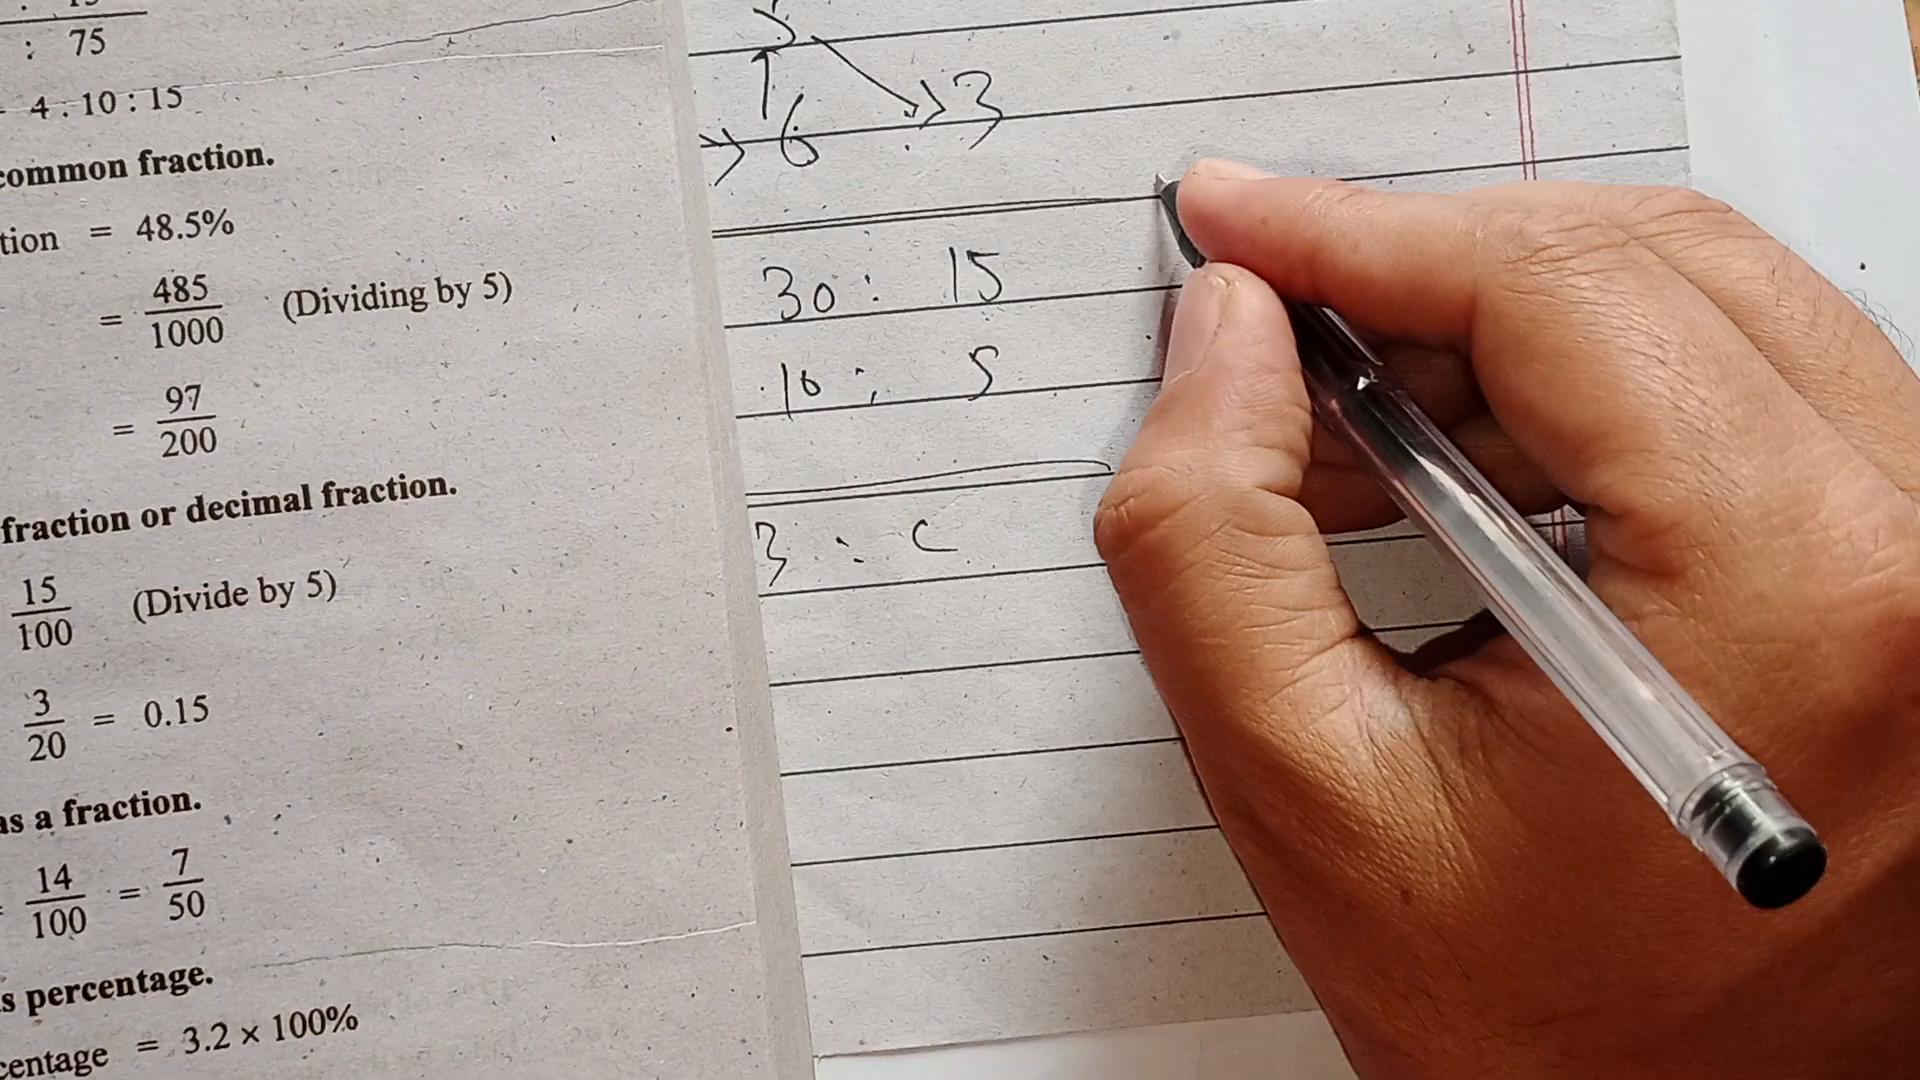 : 75
4 : 10 : 15
common fraction.
tion = 48.5%
= 485/1000 (Dividing by 5)
= 97/200
fraction or decimal fraction.
15/100 (Divide by 5)
3/20 = 0.15
as a fraction.
= 14/100 = 7/50
s percentage.
centage = 3.2 × 100%
5
6 3
30 : 15
10 : 5
3 : C